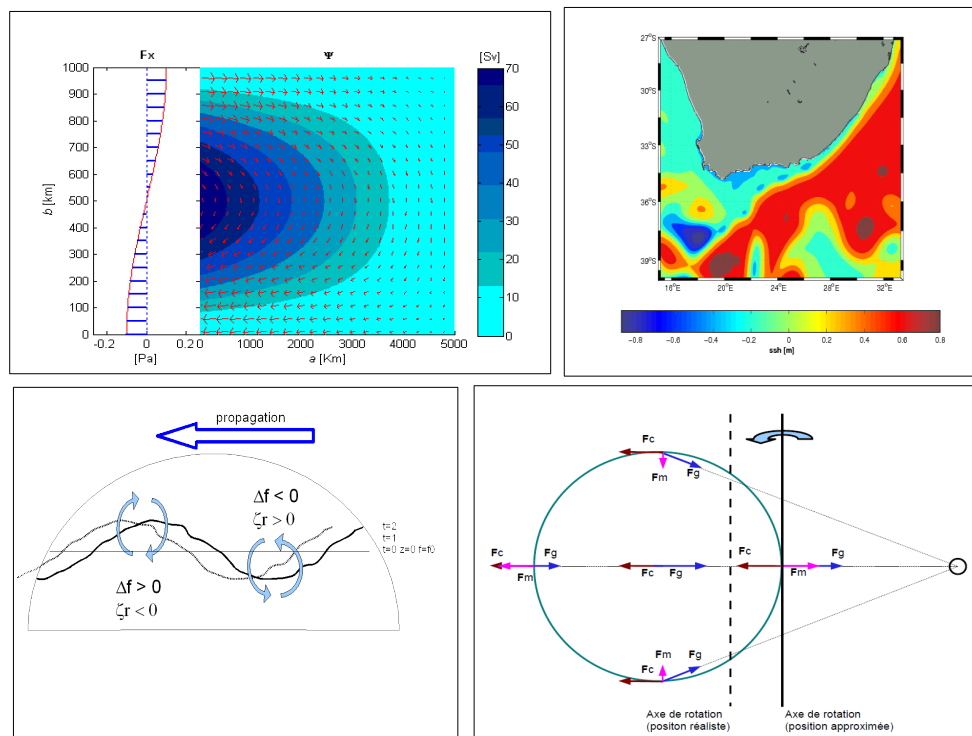 Fx
Ψ
[Sv]
1000
900
800
700
600
500
400
300
200
100
0
b [km]
-0.2
0
0.2
[Pa]
0
1000
2000
3000
4000
5000
a [Km]
70
60
50
40
30
20
10
0
27°S
30°S
33°S
36°S
39°S
15°E
18°E
20°E
24°E
28°E
32°E
−0.8
−0.6
−0.4
−0.2
0
0.2
0.4
0.6
0.8
ssh [m]
propagation
Δf < 0
ζr > 0
t=2
t=1
t=0 z=0 f=f0
Δf > 0
ζr < 0
Fc
Fm
Fg
Fc
Fg
Fm
Fc
Fg
Fc
Fm
Fg
Fm
Fg
Fc
Axe de rotation
(positon réaliste)
Axe de rotation
(position approximée)